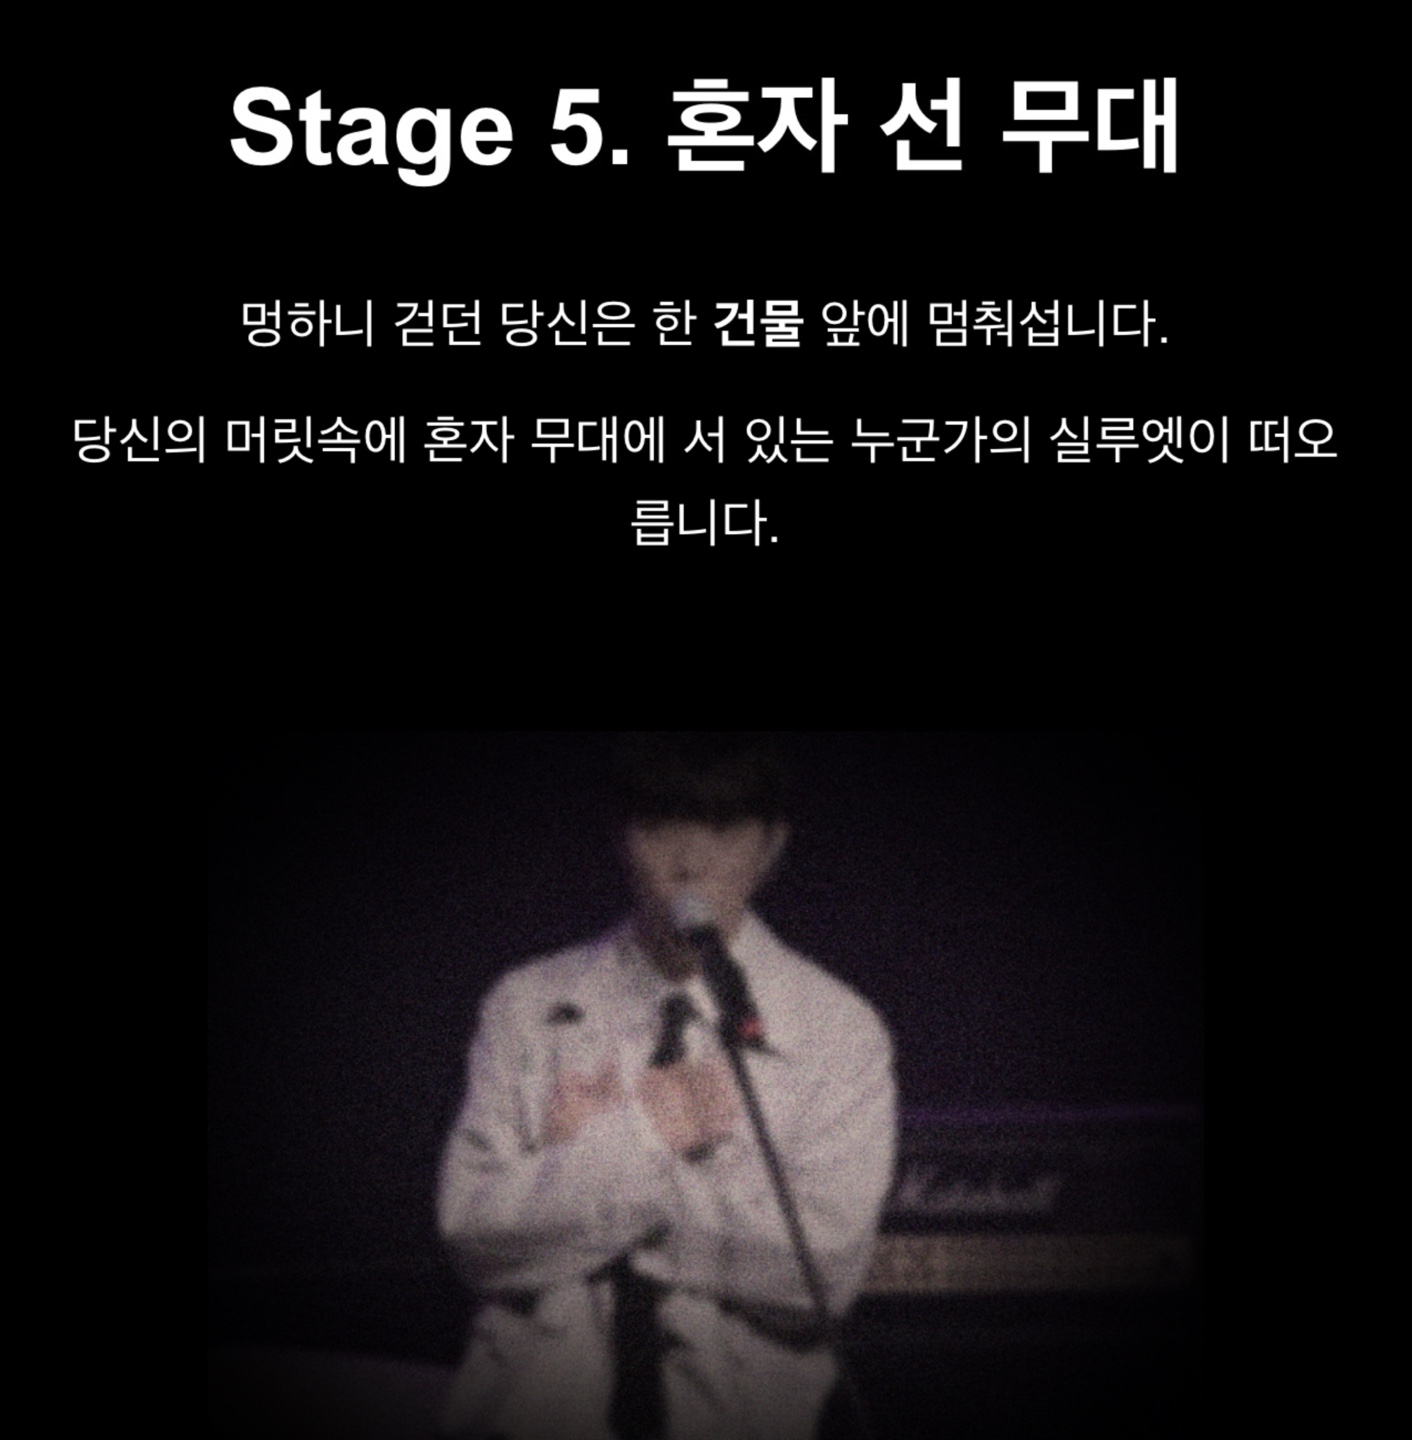 Stage 5. 혼자 선 무대
멍하니 걷던 당신은 한 건물 앞에 멈춰섭니다.
당신의 머릿속에 혼자 무대에 서 있는 누군가의 실루엣이 떠오
릅니다.
Marshall